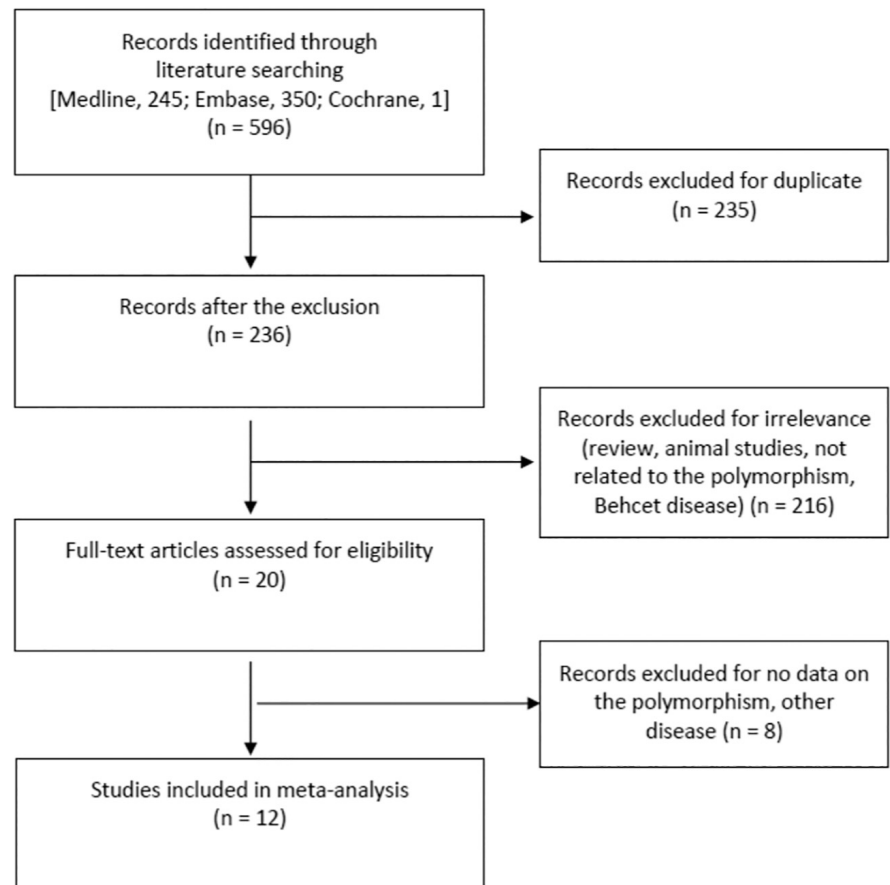 Records identified through
literature searching
[Medline, 245; Embase, 350; Cochrane, 1]
(n = 596)
Records excluded for duplicate
(n = 235)
Records after the exclusion
(n = 236)
Records excluded for irrelevance
(review, animal studies, not
related to the polymorphism,
Behcet disease) (n = 216)
Full-text articles assessed for eligibility
(n = 20)
Records excluded for no data on
the polymorphism, other
disease (n = 8)
Studies included in meta-analysis
(n = 12)